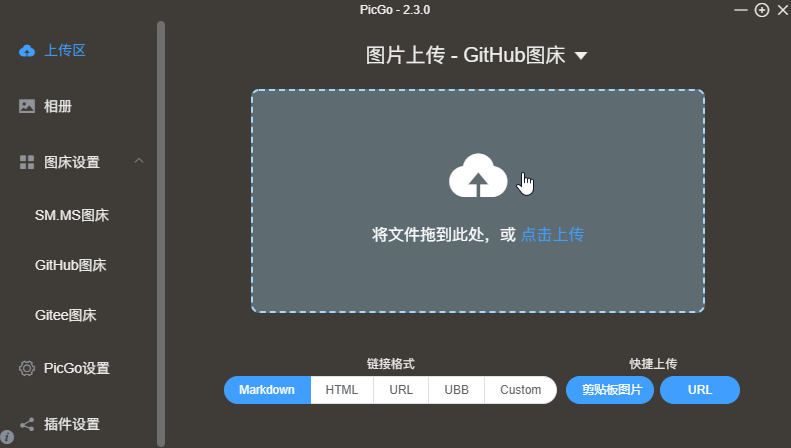 PicGo - 2.3.0
上传区
相册
图床设置
SM.MS图床
GitHub图床
Gitee图床
PicGo设置
插件设置
图片上传 - GitHub图床
将文件拖到此处，或 点击上传
链接格式
Markdown HTML URL UBB Custom
快捷上传
剪贴板图片 URL